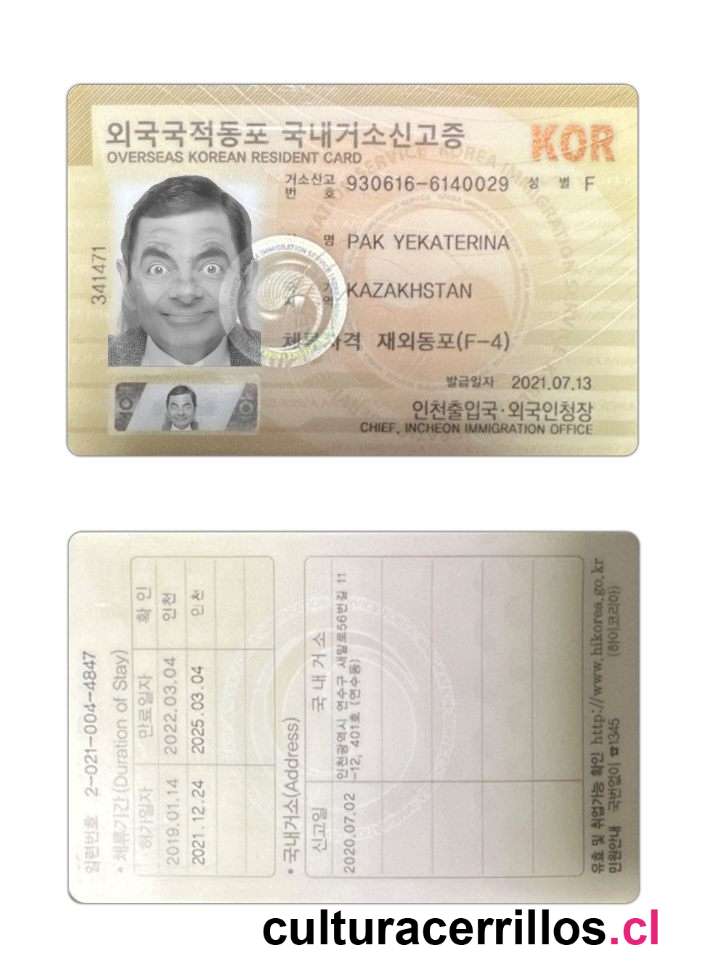 외국국적동포 국내거소신고증
OVERSEAS KOREAN RESIDENT CARD
KOR
거소신고
번 호 930616-6140029 성 별 F
명 PAK YEKATERINA
KAZAKHSTAN
341471
체류자격 재외동포(F-4)
발급일자 2021.07.13
인천출입국·외국인청장
CHIEF, INCHEON IMMIGRATION OFFICE
일련번호 2-021-004-4847
• 체류기간(Duration of Stay)
허가일자 만료일자 확 인
2019.01.14 2022.03.04 인천
2021.12.24 2025.03.04 인천
• 국내거소(Address)
신고일 국 내 거 소
2020.07.02 인천광역시 연수구 새말로56번길 11
-12, 401호 (연수동)
유효 및 취업가능 확인 http://www.hikorea.go.kr
민원안내 국번없이 ☎1345 (하이코리아)
culturacerrillos.cl